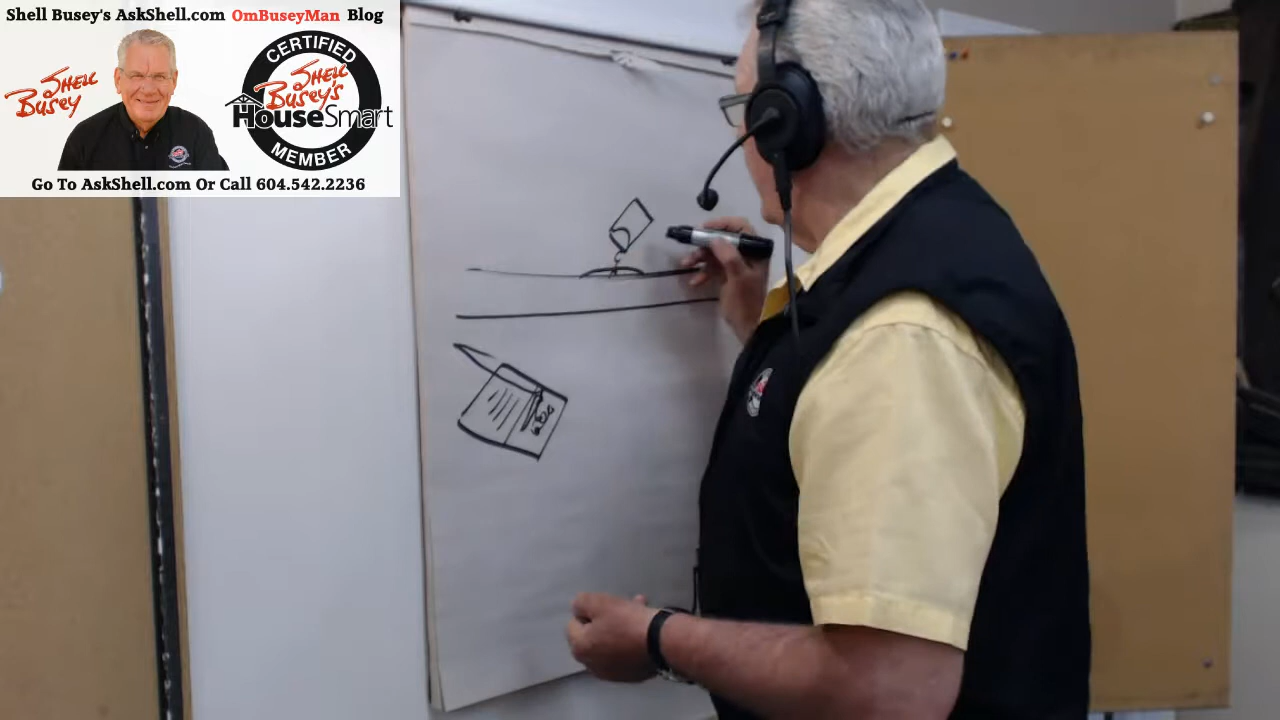 Shell Busey's AskShell.com OmBuseyMan Blog
SHELL
BUSEY
CERTIFIED
SHELL
BUSEY'S
HouseSmart
MEMBER
Go To AskShell.com Or Call 604.542.2236